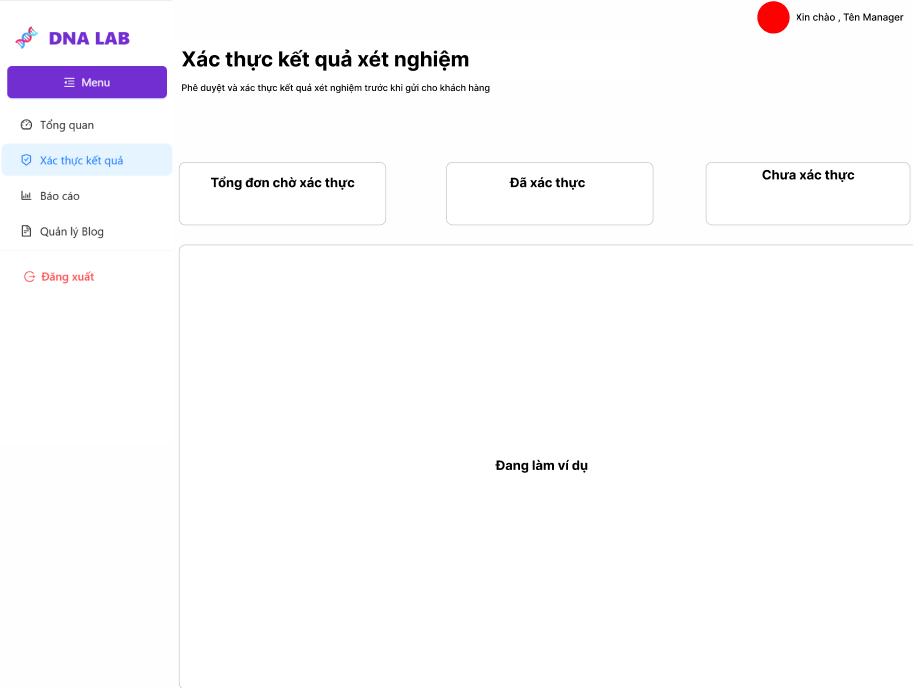 Xin chào , Tên Manager
DNA LAB
Menu
Tổng quan
Xác thực kết quả
Báo cáo
Quản lý Blog
Đăng xuất
Xác thực kết quả xét nghiệm
Phê duyệt và xác thực kết quả xét nghiệm trước khi gửi cho khách hàng
Tổng đơn chờ xác thực
Đã xác thực
Chưa xác thực
Đang làm ví dụ